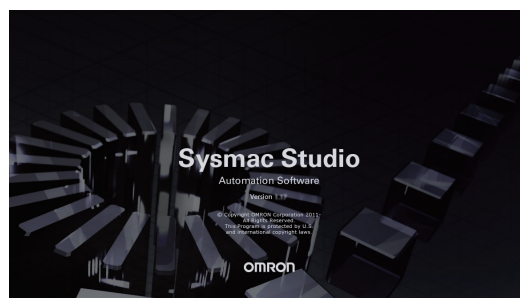 Sysmac Studio
Automation Software
Version
© Copyright OMRON Corporation 2011-
All Rights Reserved.
This Program is protected by U.S.
and international copyright laws.
OMRON